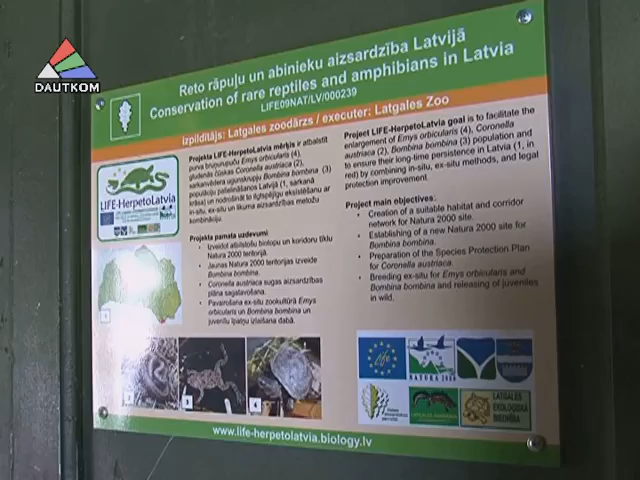 DAUTKOM
Reto rāpuļu un abinieku aizsardzība Latvijā
Conservation of rare reptiles and amphibians in Latvia
LIFE09NAT/LV/000239
izpildītājs: Latgales zoodārzs / executer: Latgales Zoo
LIFE-HerpetoLatvia
Projekta LIFE-HerpetoLatvia mērķis ir atbalstīt
purva bruņurupuču Emys orbicularis (4),
gludenās čūskas Coronella austriaca (2),
sarkanvēdera ugunskrupju Bombina bombina (3)
populāciju palielināšanos Latvijā (1, sarkanā
krāsa) un nodrošināt to ilgtspējīgu eksistēšanu ar
in-situ, ex-situ un likuma aizsardzības metožu
kombināciju.
Projekta pamata uzdevumi:
• Izveidot atbilstošu biotopu un koridoru tīklu
Natura 2000 teritorijā.
• Jaunas Natura 2000 teritorijas izveide
Bombina bombina.
• Coronella austriaca sugas aizsardzības
plāna sagatavošana.
• Pavairošana ex-situ zookultūrā Emys
orbicularis un Bombina bombina un
juvenīlu īpatņu izlaišana dabā.
Project LIFE-HerpetoLatvia goal is to facilitate the
enlargement of Emys orbicularis (4), Coronella
austriaca (2), Bombina bombina (3) population and
to ensure their long-time persistence in Latvia (1, in
red) by combining in-situ, ex-situ methods, and legal
protection improvement.
Project main objectives:
• Creation of a suitable habitat and corridor
network for Natura 2000 site.
• Establishing of a new Natura 2000 site for
Bombina bombina.
• Preparation of the Species Protection Plan
for Coronella austriaca.
• Breeding ex-situ for Emys orbicularis and
Bombina bombina and releasing of juveniles
in wild.
1
2
3
4
NATURA 2000
LATGALES
EKOLOĢISKĀ
BIEDRĪBA
www.life-herpetolatvia.biology.lv